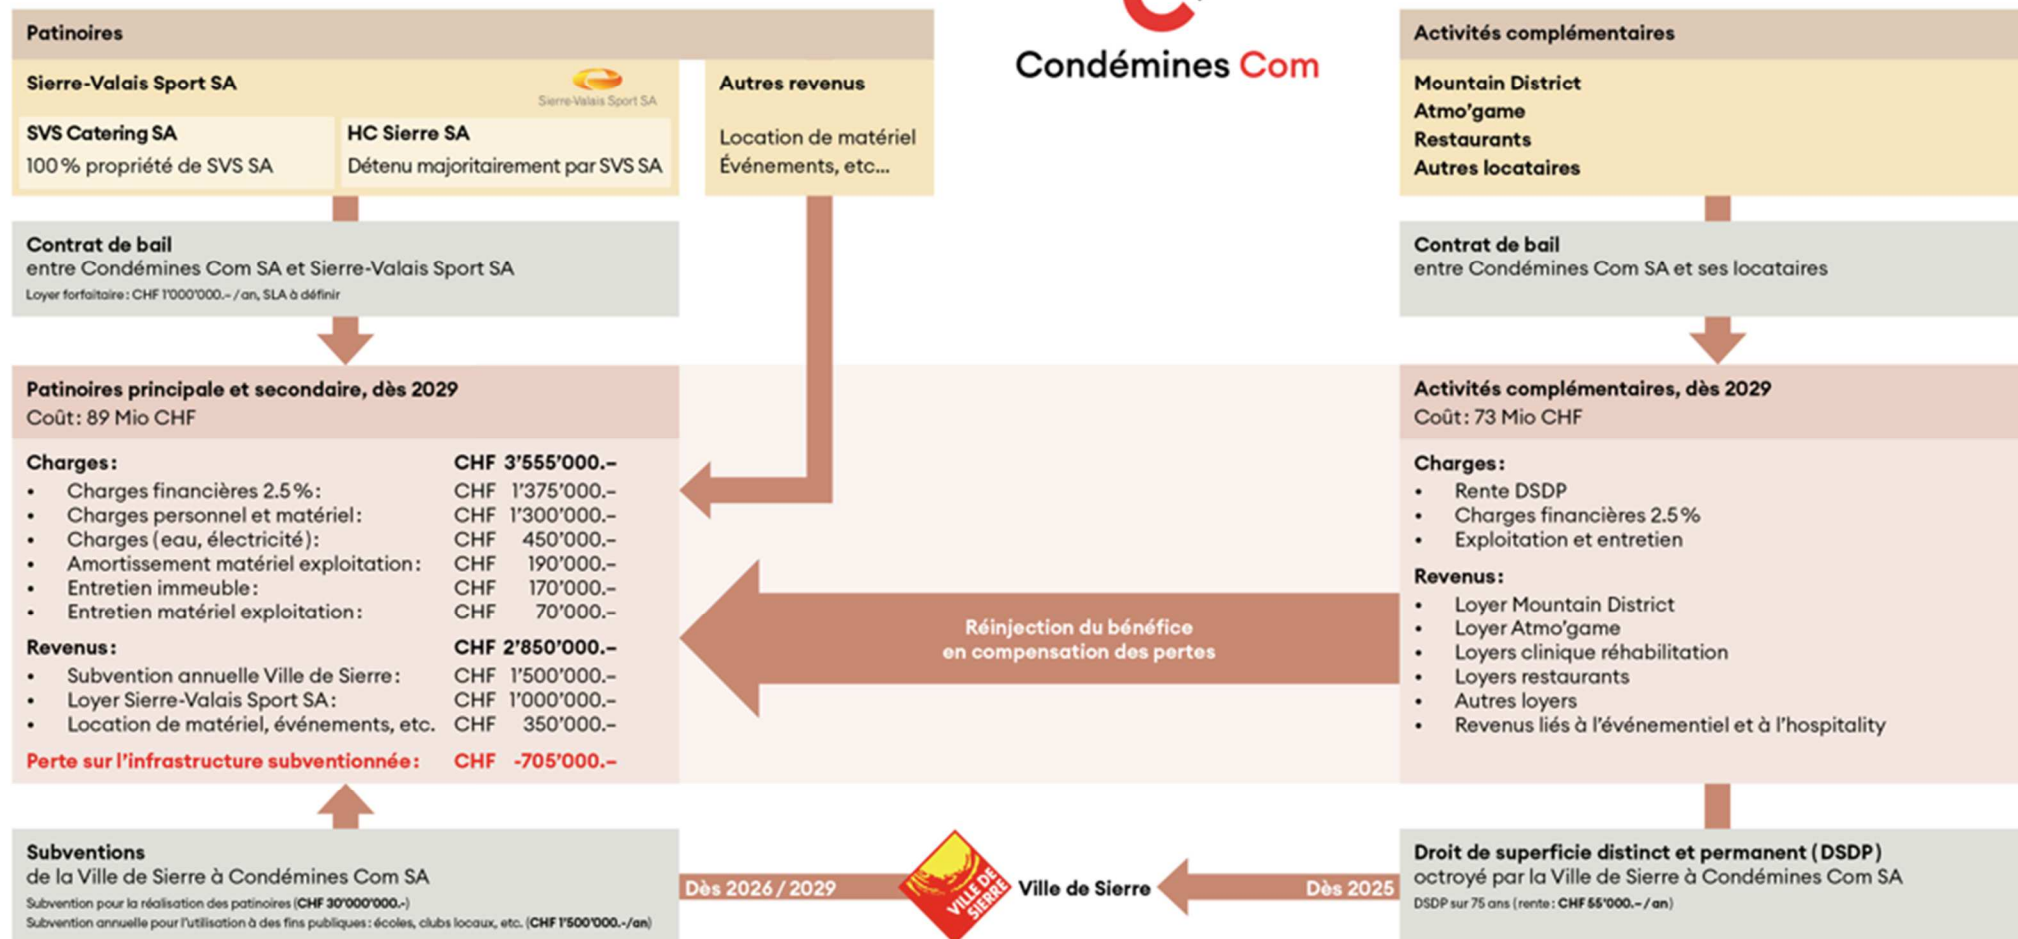 Patinoires
Sierre-Valais Sport SA
Sierre-Valais Sport SA
SVS Catering SA
100 % propriété de SVS SA
HC Sierre SA
Détenu majoritairement par SVS SA
Autres revenus
Location de matériel
Événements, etc...
Condémines Com
Activités complémentaires
Mountain District
Atmo'game
Restaurants
Autres locataires
Contrat de bail
entre Condémines Com SA et Sierre-Valais Sport SA
Loyer forfaitaire : CHF 1'000'000.– / an, SLA à définir
Contrat de bail
entre Condémines Com SA et ses locataires
Patinoires principale et secondaire, dès 2029
Coût : 89 Mio CHF
Charges : CHF 3'555'000.–
• Charges financières 2.5 % : CHF 1'375'000.–
• Charges personnel et matériel : CHF 1'300'000.–
• Charges (eau, électricité) : CHF 450'000.–
• Amortissement matériel exploitation : CHF 190'000.–
• Entretien immeuble : CHF 170'000.–
• Entretien matériel exploitation : CHF 70'000.–
Revenus : CHF 2'850'000.–
• Subvention annuelle Ville de Sierre : CHF 1'500'000.–
• Loyer Sierre-Valais Sport SA : CHF 1'000'000.–
• Location de matériel, événements, etc. CHF 350'000.–
Perte sur l'infrastructure subventionnée : CHF -705'000.–
Réinjection du bénéfice
en compensation des pertes
Activités complémentaires, dès 2029
Coût : 73 Mio CHF
Charges :
• Rente DSDP
• Charges financières 2.5 %
• Exploitation et entretien
Revenus :
• Loyer Mountain District
• Loyer Atmo'game
• Loyers clinique réhabilitation
• Loyers restaurants
• Autres loyers
• Revenus liés à l'événementiel et à l'hospitality
Subventions
de la Ville de Sierre à Condémines Com SA
Subvention pour la réalisation des patinoires (CHF 30'000'000.-)
Subvention annuelle pour l'utilisation à des fins publiques : écoles, clubs locaux, etc. (CHF 1'500'000.-/an)
Dès 2026 / 2029
VILLE DE
SIERRE
Ville de Sierre
Dès 2025
Droit de superficie distinct et permanent (DSDP)
octroyé par la Ville de Sierre à Condémines Com SA
DSDP sur 75 ans (rente : CHF 55'000.– / an)